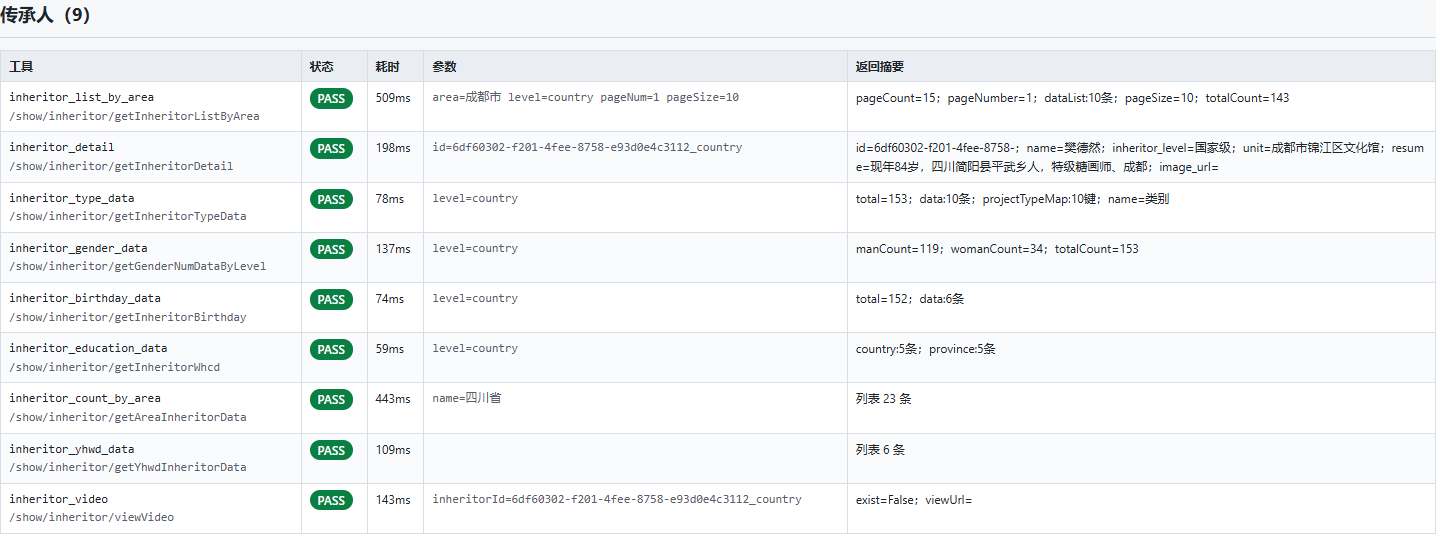 传承人（9）
工具 状态 耗时 参数 返回摘要
inheritor_list_by_area PASS 509ms area=成都市 level=country pageNum=1 pageSize=10 pageCount=15；pageNumber=1；dataList:10条；pageSize=10；totalCount=143
/show/inheritor/getInheritorListByArea
inheritor_detail PASS 198ms id=6df60302-f201-4fee-8758-e93d0e4c3112_country id=6df60302-f201-4fee-8758-；name=樊德然；inheritor_level=国家级；unit=成都市锦江区文化馆；resum
/show/inheritor/getInheritorDetail e=现年84岁，四川简阳县平武乡人，特级糖画师、成都；image_url=
inheritor_type_data PASS 78ms level=country total=153；data:10条；projectTypeMap:10键；name=类别
/show/inheritor/getInheritorTypeData
inheritor_gender_data PASS 137ms level=country manCount=119；womanCount=34；totalCount=153
/show/inheritor/getGenderNumDataByLevel
inheritor_birthday_data PASS 74ms level=country total=152；data:6条
/show/inheritor/getInheritorBirthday
inheritor_education_data PASS 59ms level=country country:5条；province:5条
/show/inheritor/getInheritorWhcd
inheritor_count_by_area PASS 443ms name=四川省 列表 23 条
/show/inheritor/getAreaInheritorData
inheritor_yhwd_data PASS 109ms 列表 6 条
/show/inheritor/getYhwdInheritorData
inheritor_video PASS 143ms inheritorId=6df60302-f201-4fee-8758-e93d0e4c3112_country exist=False；viewUrl=
/show/inheritor/viewVideo